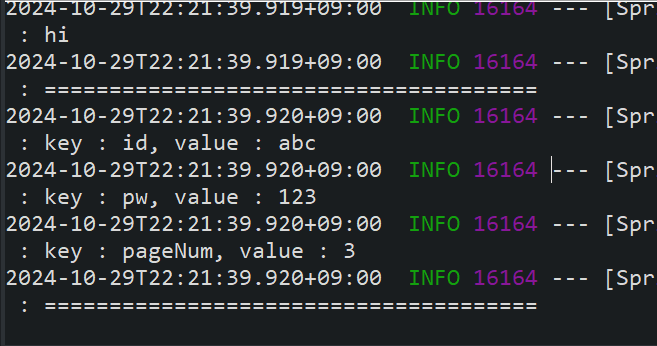 2024-10-29T22:21:39.919+09:00  INFO 16164 --- [Spr
 : hi
2024-10-29T22:21:39.919+09:00  INFO 16164 --- [Spr
 : ======================================
2024-10-29T22:21:39.920+09:00  INFO 16164 --- [Spr
 : key : id, value : abc
2024-10-29T22:21:39.920+09:00  INFO 16164 --- [Spr
 : key : pw, value : 123
2024-10-29T22:21:39.920+09:00  INFO 16164 --- [Spr
 : key : pageNum, value : 3
2024-10-29T22:21:39.920+09:00  INFO 16164 --- [Spr
 : ======================================